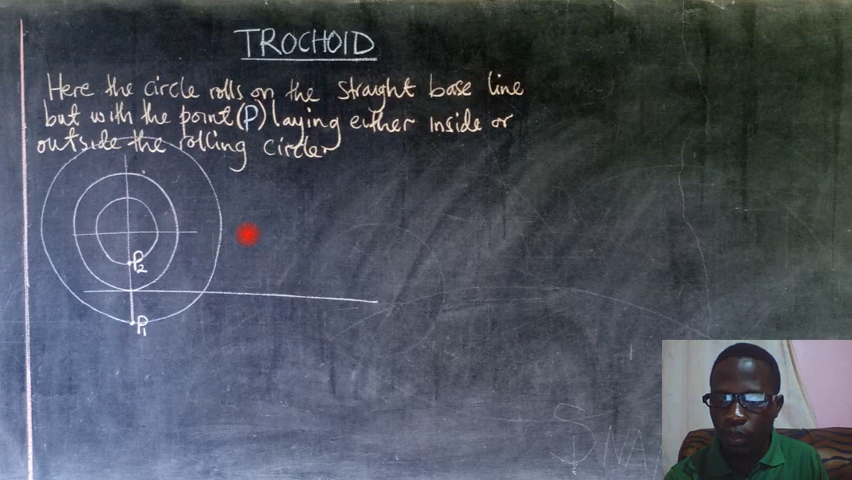 TROCHOID
Here the circle rolls on the straight base line
but with the point (P) laying either inside or
outside the rolling circle
P2
P1